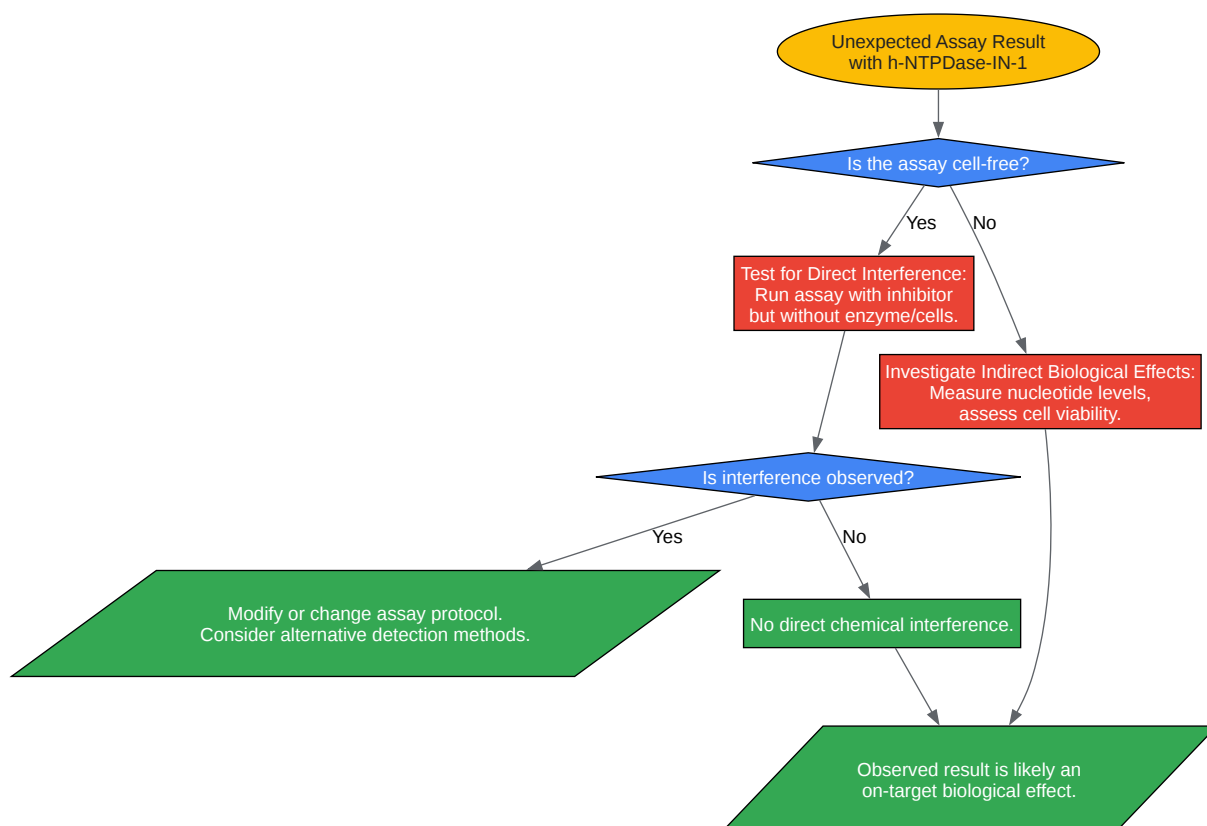 Unexpected Assay Result
with h-NTPDase-IN-1
Is the assay cell-free?
Yes
No
Test for Direct Interference:
Run assay with inhibitor
but without enzyme/cells.
Investigate Indirect Biological Effects:
Measure nucleotide levels,
assess cell viability.
Is interference observed?
Yes
No
Modify or change assay protocol.
Consider alternative detection methods.
No direct chemical interference.
Observed result is likely an
on-target biological effect.